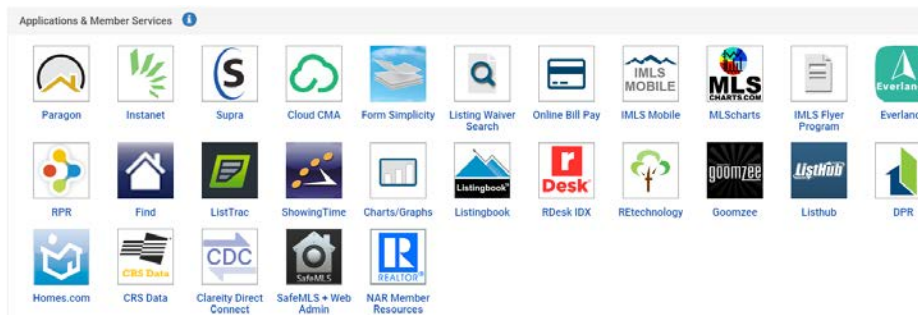 Applications & Member Services
IMLS
MOBILE
MLS
CHARTS.COM
Everlanc
Paragon
Instanet
Supra
Cloud CMA
Form Simplicity
Listing Waiver
Search
Online Bill Pay
IMLS Mobile
MLScharts
IMLS Flyer
Program
Everlanc
Listingbook
r
Desk
goomzee
ListHub
DPR
RPR
Find
ListTrac
ShowingTime
Charts/Graphs
Listingbook
RDesk IDX
REtechnology
Goomzee
Listhub
DPR
CRS Data
CDC
SafeMLS
R
REALTOR®
Homes.com
CRS Data
Clareity Direct
Connect
SafeMLS + Web
Admin
NAR Member
Resources